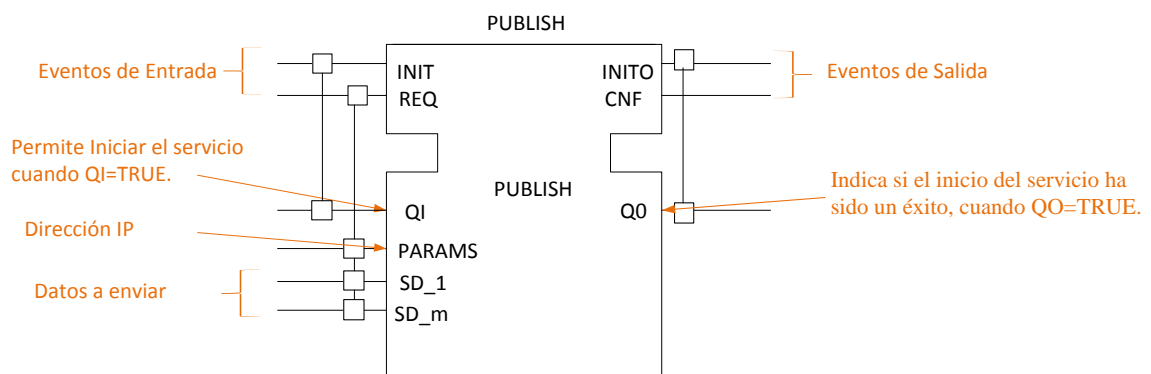 PUBLISH
Eventos de Entrada
INIT
REQ
INITO
CNF
Eventos de Salida
Permite Iniciar el servicio
cuando QI=TRUE.
PUBLISH
QI
Q0
Indica si el inicio del servicio ha
sido un éxito, cuando QO=TRUE.
Dirección IP
PARAMS
Datos a enviar
SD_1
SD_m